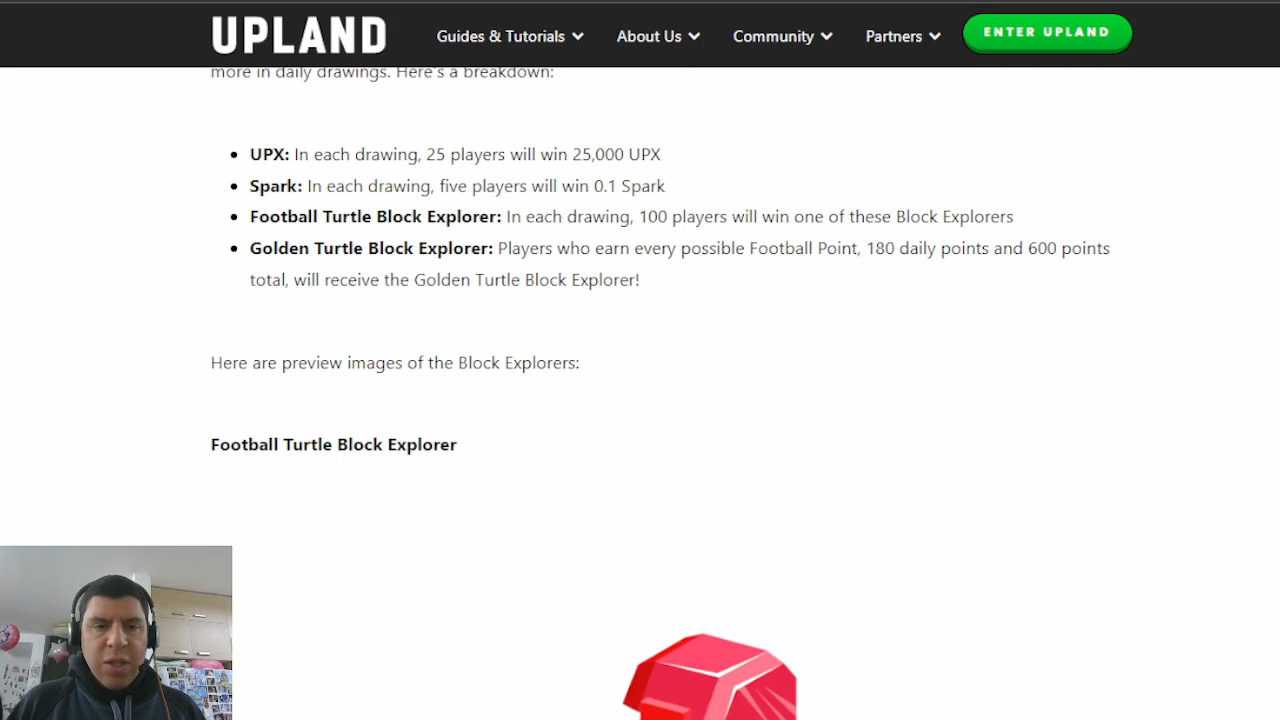 UPLAND
Guides & Tutorials
About Us
Community
Partners
ENTER UPLAND
more in daily drawings. Here's a breakdown:
UPX: In each drawing, 25 players will win 25,000 UPX
Spark: In each drawing, five players will win 0.1 Spark
Football Turtle Block Explorer: In each drawing, 100 players will win one of these Block Explorers
Golden Turtle Block Explorer: Players who earn every possible Football Point, 180 daily points and 600 points
total, will receive the Golden Turtle Block Explorer!
Here are preview images of the Block Explorers:
Football Turtle Block Explorer